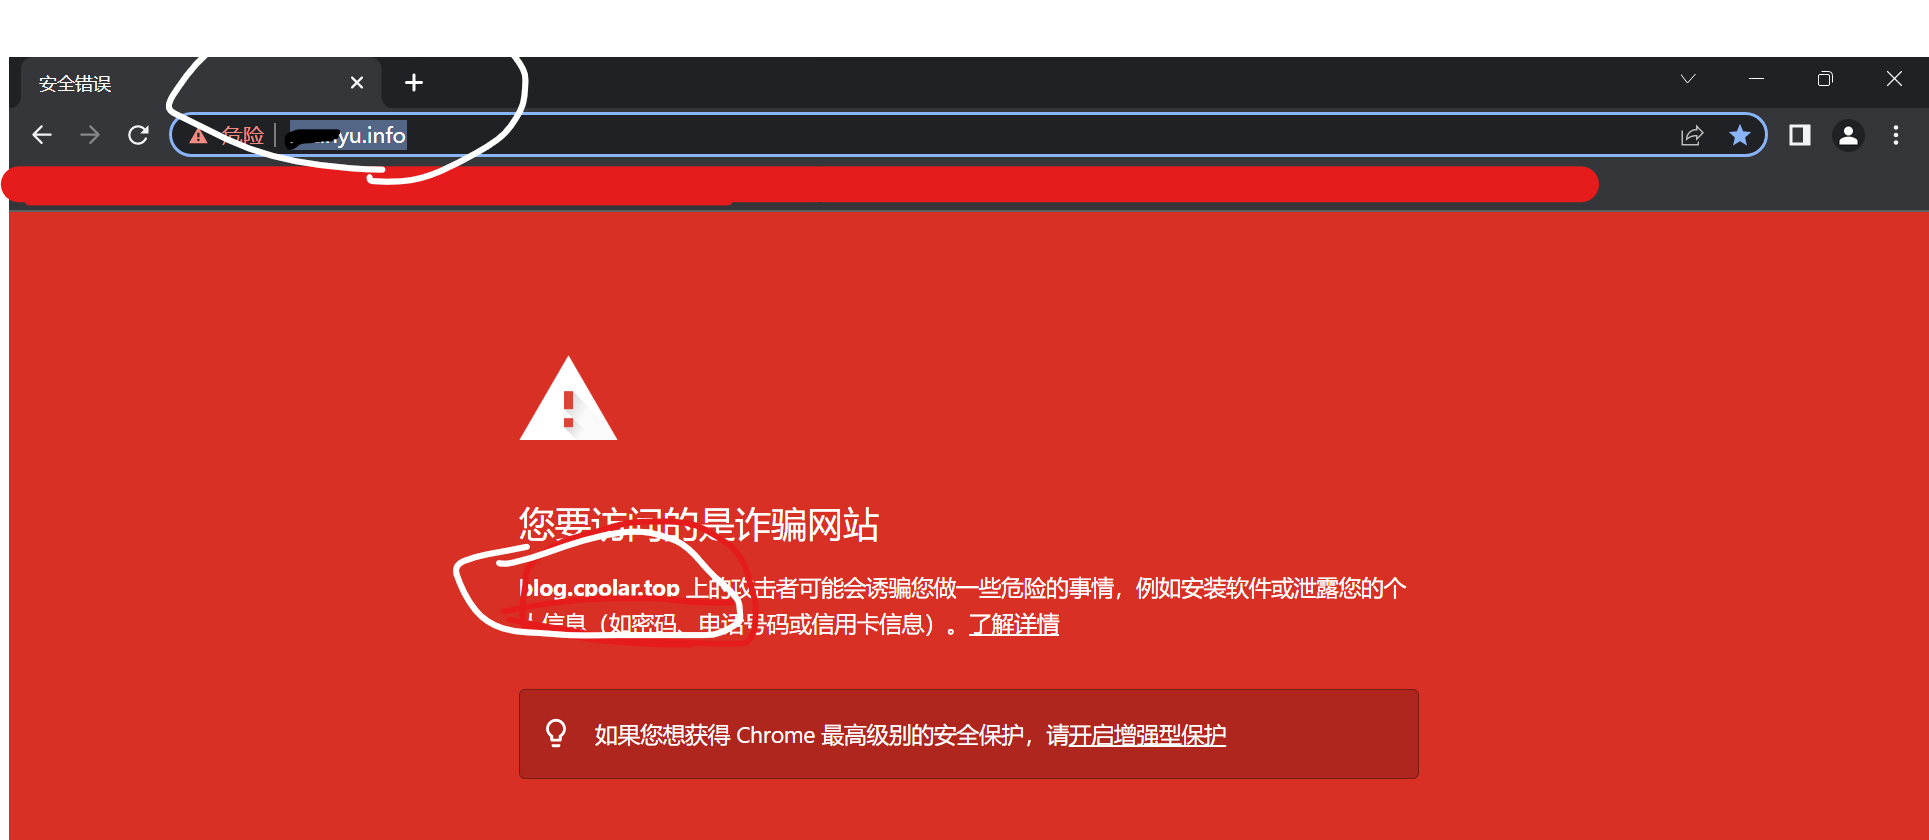 安全错误
危险 yu.info
您要访问的是诈骗网站
blog.cpolar.top 上的攻击者可能会诱骗您做一些危险的事情，例如安装软件或泄露您的个
人信息（如密码、电话号码或信用卡信息）。了解详情
如果您想获得 Chrome 最高级别的安全保护，请开启增强型保护